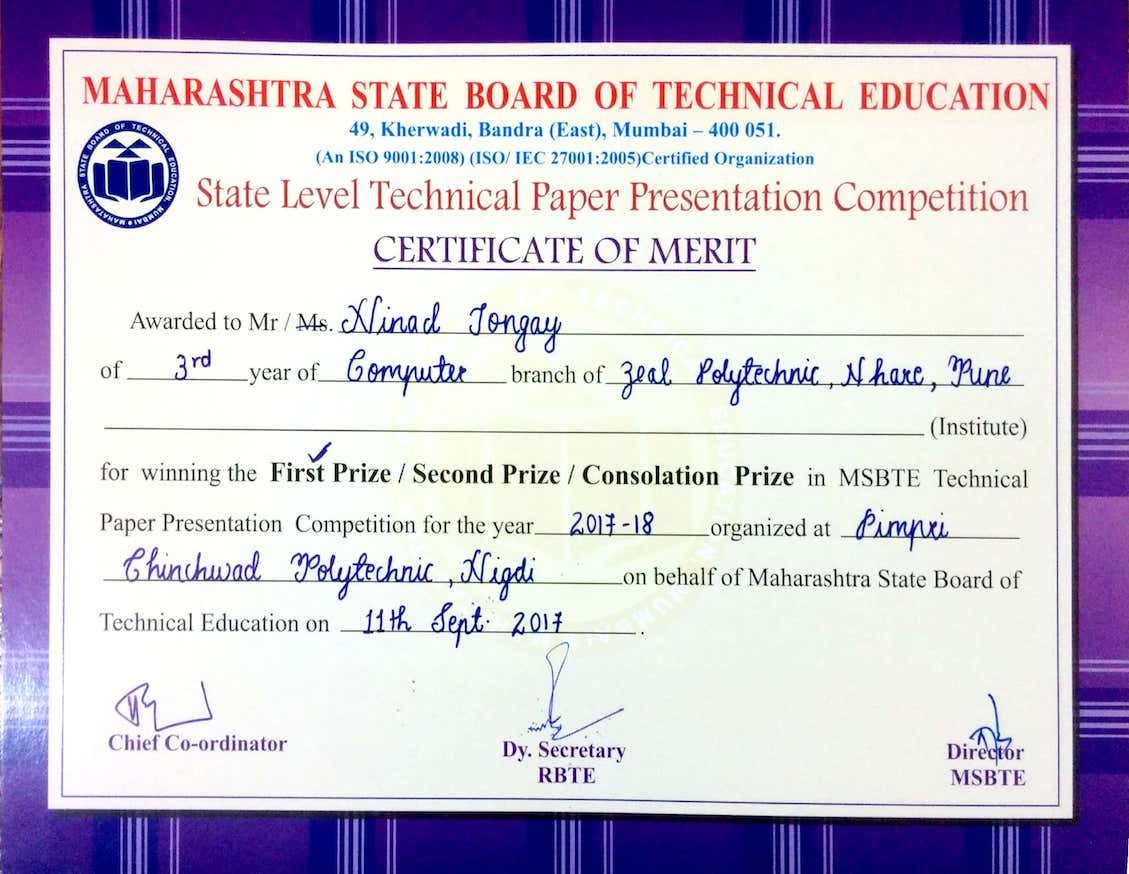 MAHARASHTRA STATE BOARD OF TECHNICAL EDUCATION
49, Kherwadi, Bandra (East), Mumbai – 400 051.
(An ISO 9001:2008) (ISO/ IEC 27001:2005)Certified Organization
MAHARASHTRA STATE BOARD OF TECHNICAL EDUCATION, MUMBAI
State Level Technical Paper Presentation Competition
CERTIFICATE OF MERIT
Awarded to Mr / Ms. Ninad Tongay
of 3rd year of Computer branch of Zeal Polytechnic, Nhare, Pune
(Institute)
for winning the First Prize / Second Prize / Consolation Prize in MSBTE Technical
Paper Presentation Competition for the year 2017-18 organized at Pimpri
Chinchwad Polytechnic, Nigdi on behalf of Maharashtra State Board of
Technical Education on 11th Sept. 2017.
Chief Co-ordinator
Dy. Secretary
RBTE
Director
MSBTE